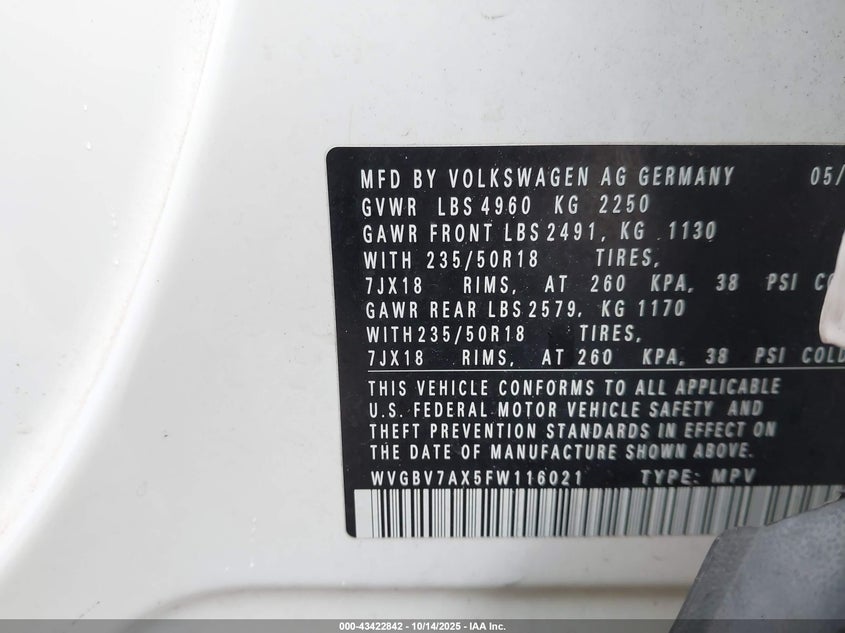 MFD BY VOLKSWAGEN AG GERMANY 05/
GVWR LBS 4960 KG 2250
GAWR FRONT LBS 2491, KG 1130
WITH 235/50R18 TIRES,
7JX18 RIMS, AT 260 KPA, 38 PSI CO
GAWR REAR LBS 2579, KG 1170
WITH235/50R18 TIRES,
7JX18 RIMS, AT 260 KPA, 38 PSI COLD
THIS VEHICLE CONFORMS TO ALL APPLICABLE
U.S. FEDERAL MOTOR VEHICLE SAFETY AND
THEFT PREVENTION STANDARDS IN EFFECT ON
THE DATE OF MANUFACTURE SHOWN ABOVE.
WVGBV7AX5FW116021 TYPE: MPV
000-43422842 | 10/14/2025 - IAA Inc.